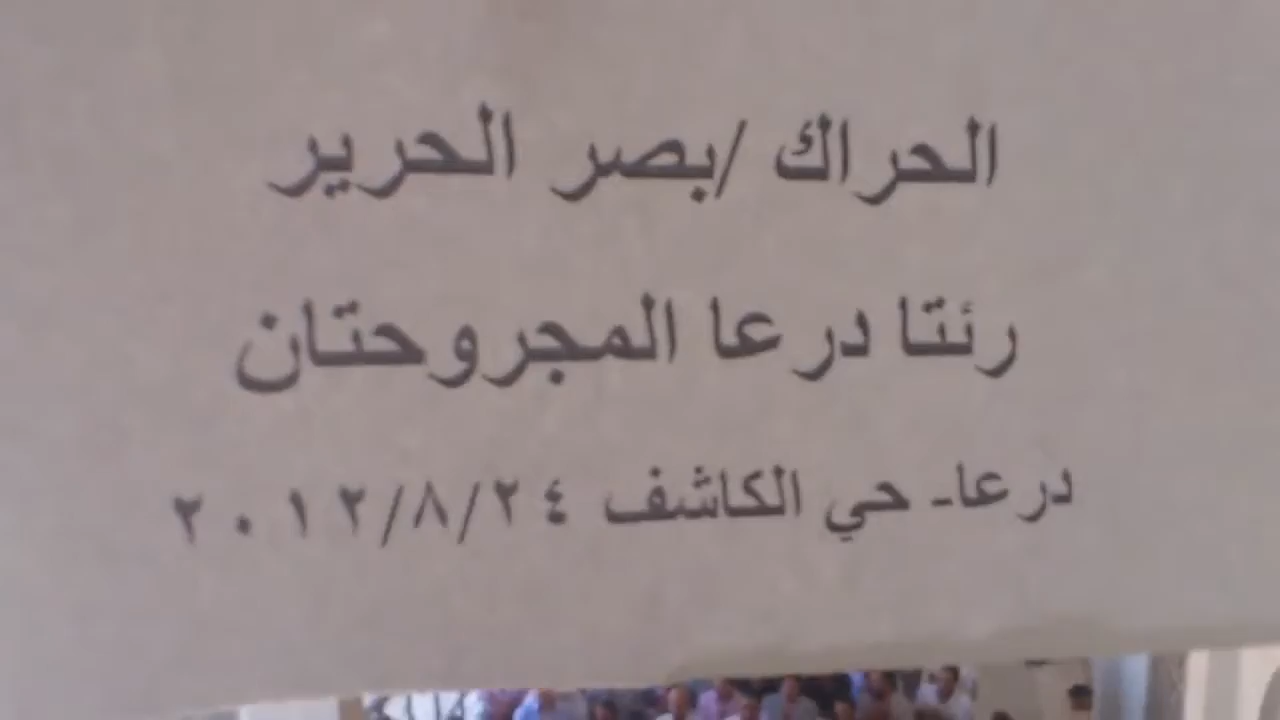 الحراك /بصر الحرير
رئتا درعا المجروحتان
درعا- حي الكاشف ٢٠١٢/٨/٢٤